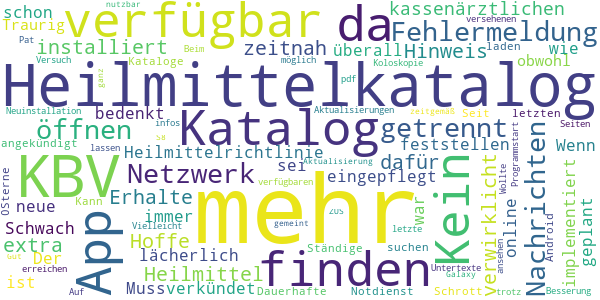 schon
Traurig
nutzbar
Pat
Versuch
Beim
verfügbar
da
kassenärztlichen
versehenen
Fehlermeldung
installiert
zeitnah
überall
Hinweis
wie
Kataloge
ganz
möglich
pdf
Koloskopie
laden
obwohl
Heilmittelkatalog
Neuinstallation
infos
Aktualisierungen
zeitgemäß
Seit
letzten
Seiten
bedenkt
öffnen
Katalog
getrennt
angekündigt
lassen
Heilmittelrichtlinie
Aktualisierung
S8
feststellen
Wenn
KBV
Netzwerk
sei
dafür
eingepflegt
Osterne
neue
Kann
Erhalte
verfügbaren
mehr
Kein
Nachrichten
verwirklicht
Wollte
ansehen
online
Programmstart
Android
implementiert
geplant
App
Schwach
immer
Vielleicht
gemeint
zus
war
letzte
extra
Der
Hoffe
lächerlich
Ständige
suchen
ist
Gut
erreichen
Auf
Heilmittel
finden
Muss
verkündet
Dauerhafte
Notdienst
Untertexte
Galaxy
Schrott
trotz
Besserung